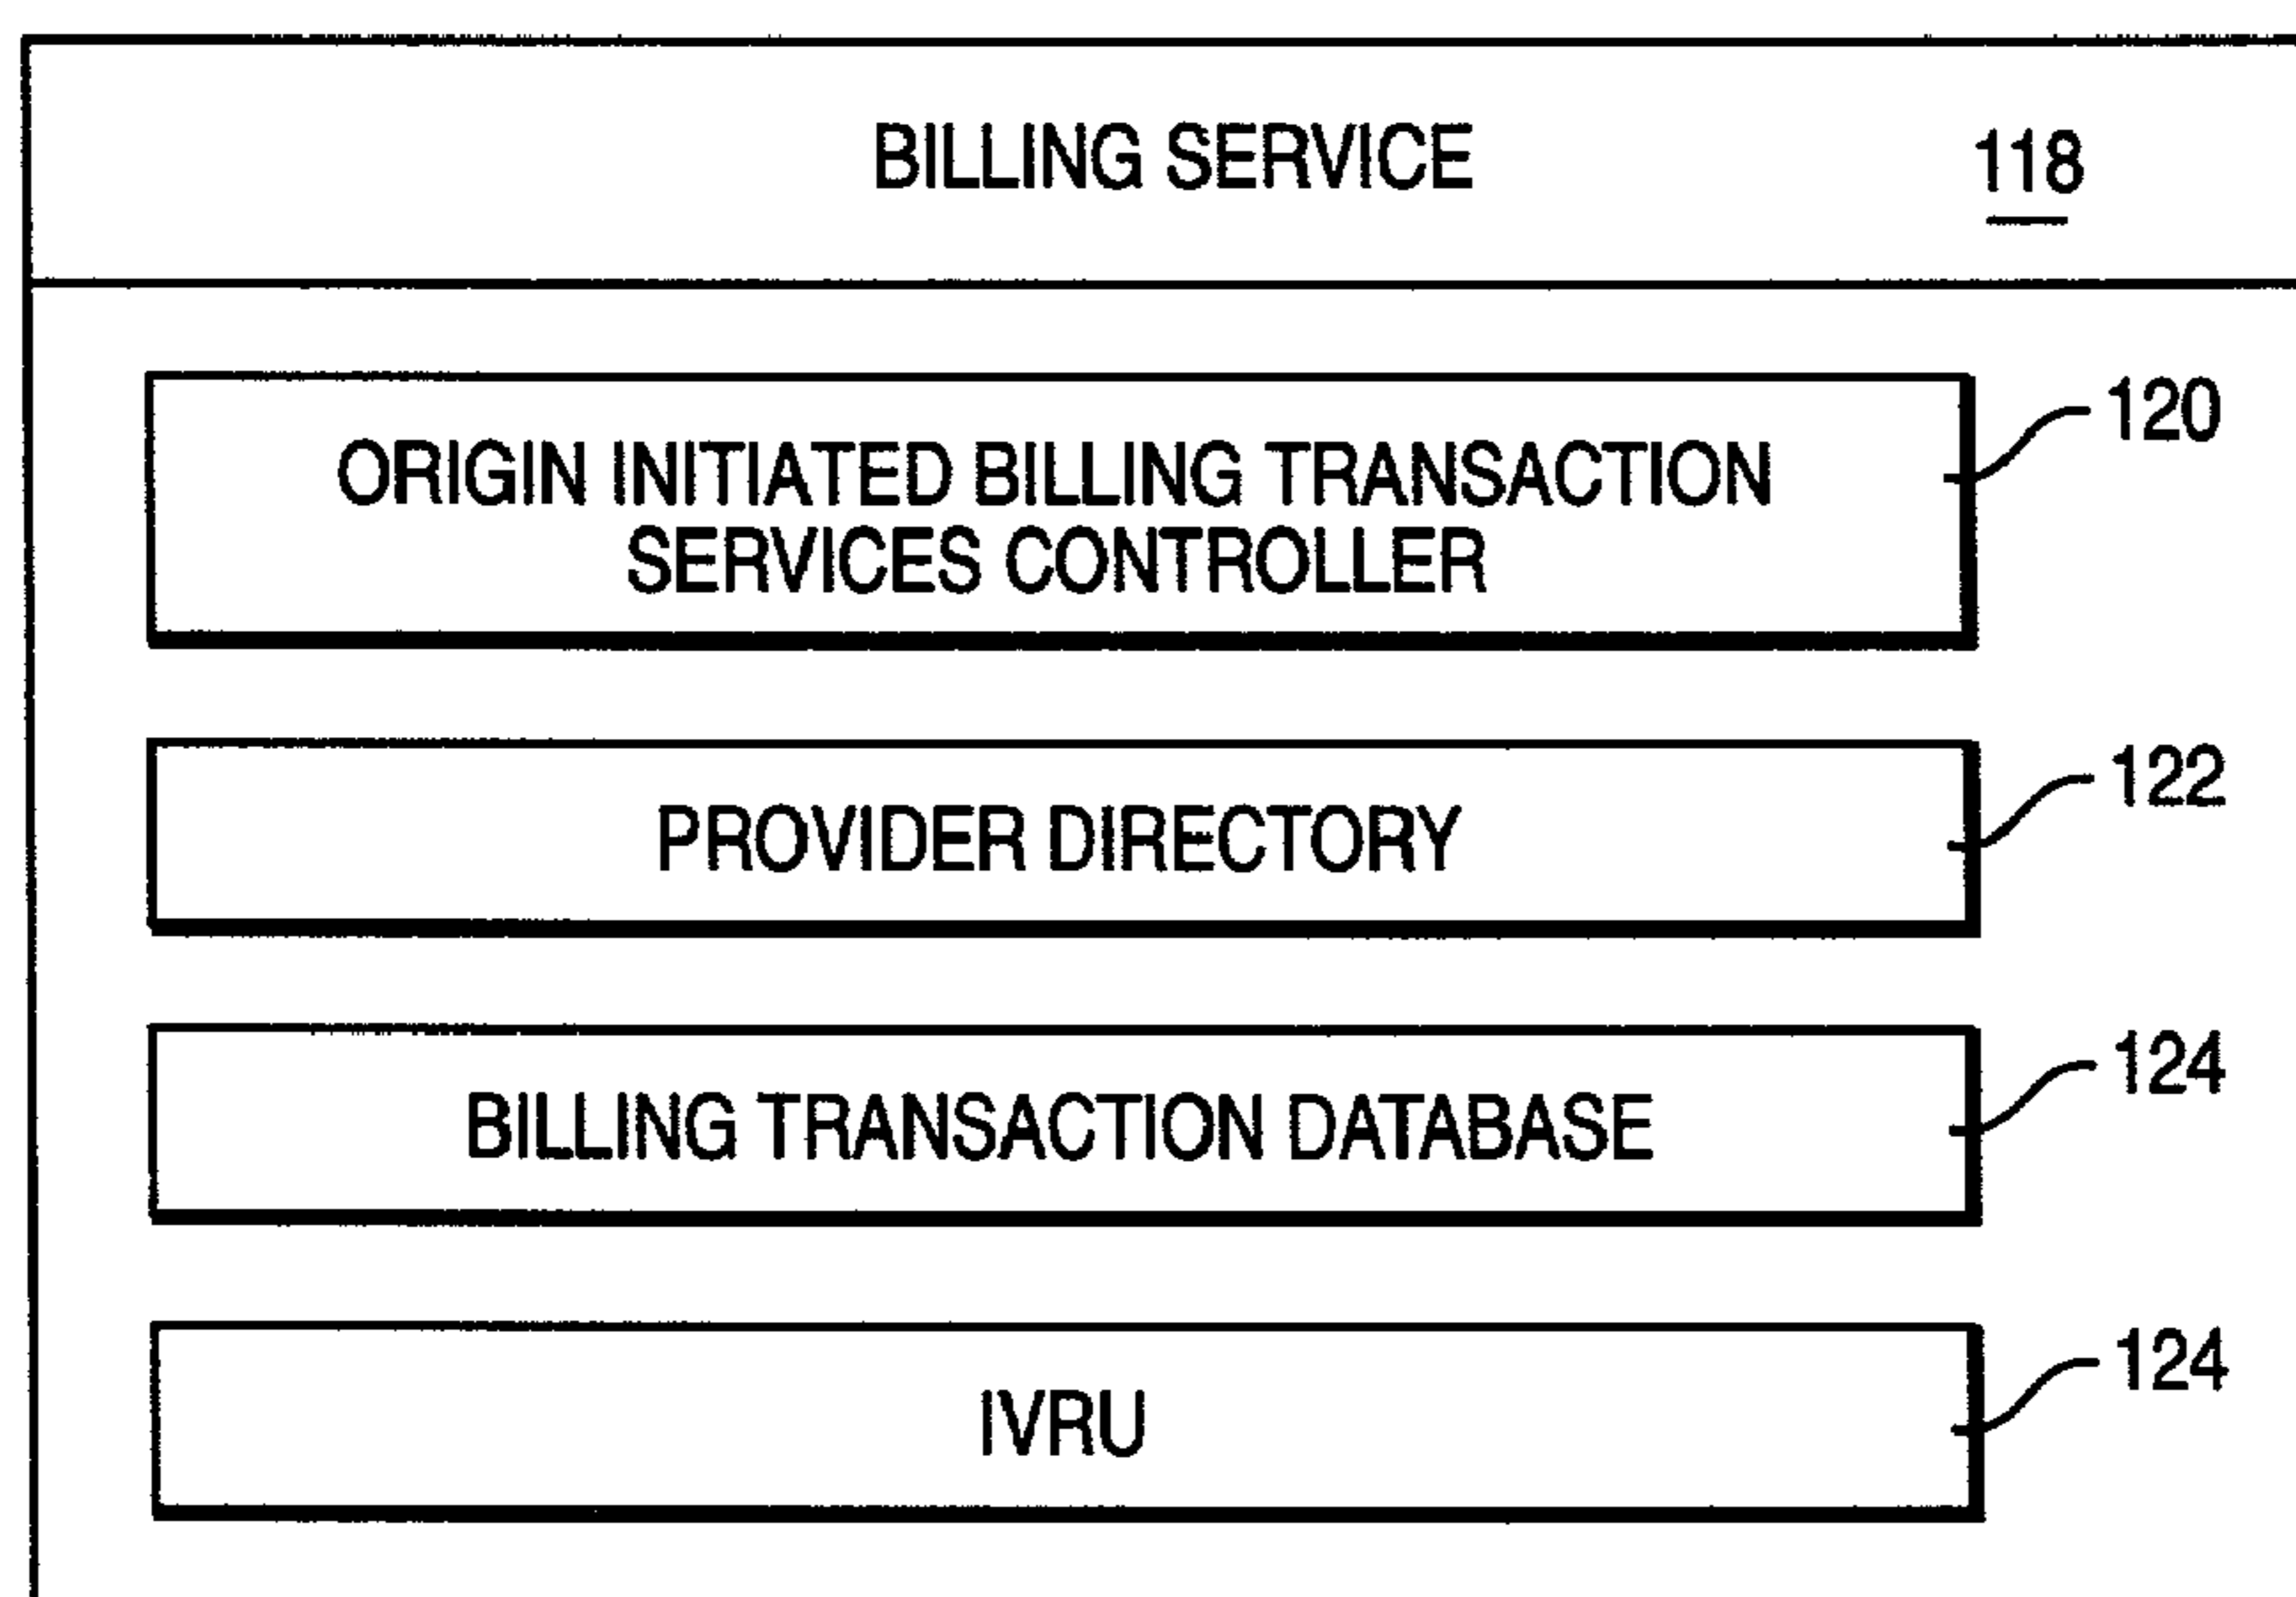 BILLING SERVICE 118
ORIGIN INITIATED BILLING TRANSACTION 120
SERVICES CONTROLLER
PROVIDER DIRECTORY 122
BILLING TRANSACTION DATABASE 124
IVRU 124